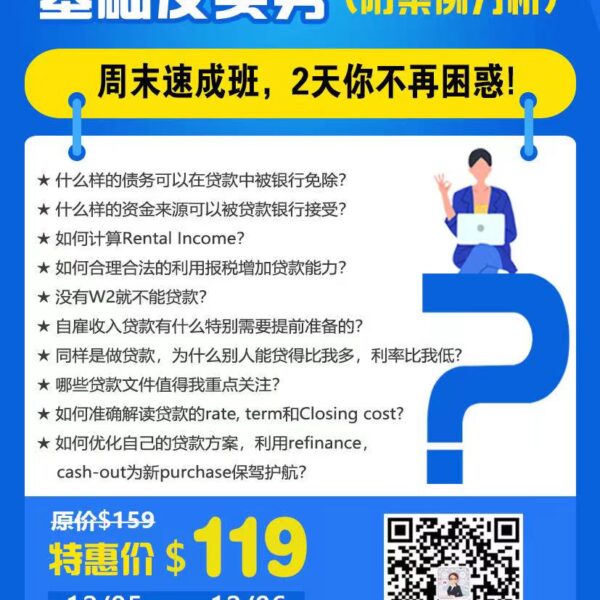 基础及实务(附案例分析)
周末速成班，2天你不再困惑!
★ 什么样的债务可以在贷款中被银行免除?
★ 什么样的资金来源可以被贷款银行接受?
★ 如何计算Rental Income?
★ 如何合理合法的利用报税增加贷款能力?
★ 没有W2就不能贷款?
★ 自雇收入贷款有什么特别需要提前准备的?
★ 同样是做贷款，为什么别人能贷得比我多，利率比我低?
★ 哪些贷款文件值得我重点关注?
★ 如何准确解读贷款的rate, term和Closing cost?
★ 如何优化自己的贷款方案，利用refinance，
cash-out为新purchase保驾护航?
原价$159
特惠价$119